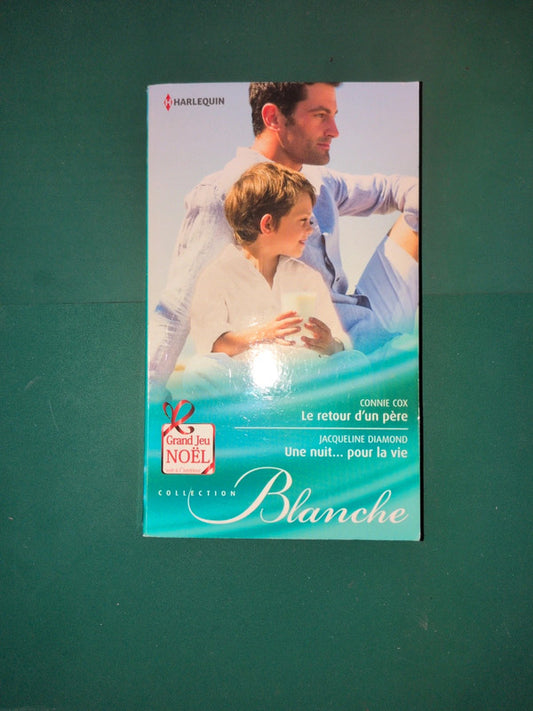 HARLEQUIN
CONNIE COX
Le retour d'un père
JACQUELINE DIAMOND
Une nuit... pour la vie
Grand Jeu
NOËL
COLLECTION
Blanche